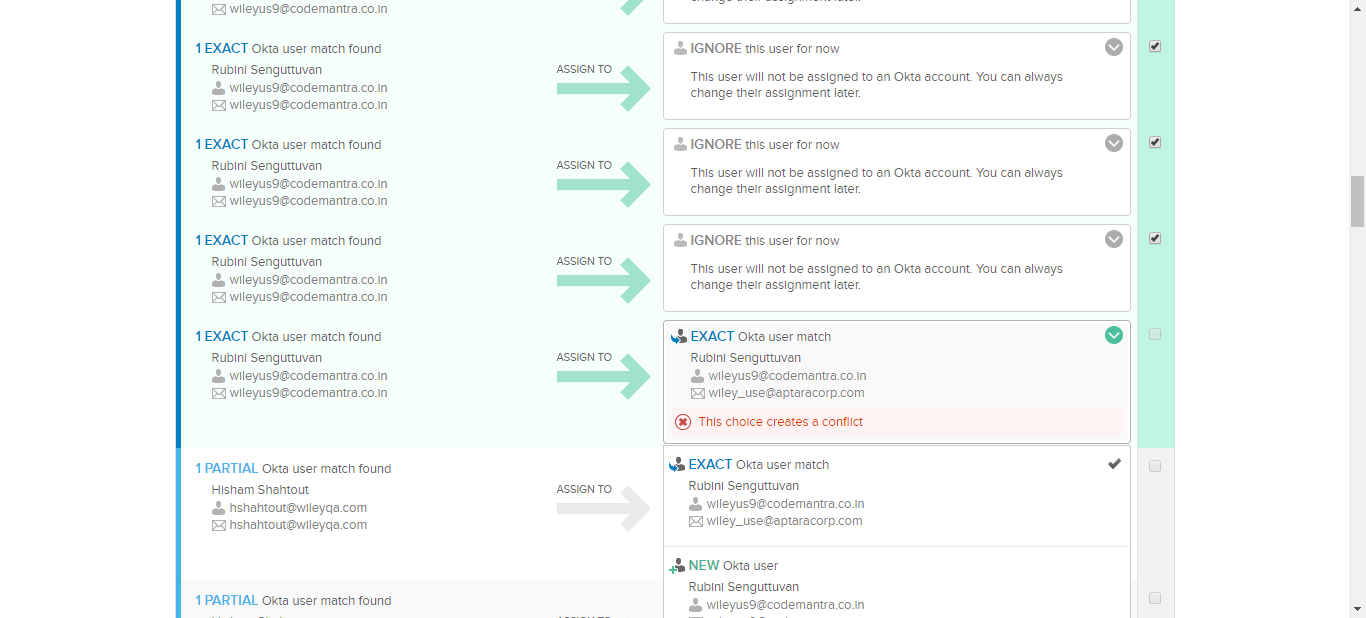 wileyus9@codemantra.co.in
change their assignment later.
1 EXACT Okta user match found
Rubini Senguttuvan
wileyus9@codemantra.co.in
wileyus9@codemantra.co.in
ASSIGN TO
IGNORE this user for now
This user will not be assigned to an Okta account. You can always
change their assignment later.
1 EXACT Okta user match found
Rubini Senguttuvan
wileyus9@codemantra.co.in
wileyus9@codemantra.co.in
ASSIGN TO
IGNORE this user for now
This user will not be assigned to an Okta account. You can always
change their assignment later.
1 EXACT Okta user match found
Rubini Senguttuvan
wileyus9@codemantra.co.in
wileyus9@codemantra.co.in
ASSIGN TO
IGNORE this user for now
This user will not be assigned to an Okta account. You can always
change their assignment later.
1 EXACT Okta user match found
Rubini Senguttuvan
wileyus9@codemantra.co.in
wileyus9@codemantra.co.in
ASSIGN TO
EXACT Okta user match
Rubini Senguttuvan
wileyus9@codemantra.co.in
wiley_use@aptaracorp.com
This choice creates a conflict
1 PARTIAL Okta user match found
Hisham Shahtout
hshahtout@wileyqa.com
hshahtout@wileyqa.com
ASSIGN TO
EXACT Okta user match
Rubini Senguttuvan
wileyus9@codemantra.co.in
wiley_use@aptaracorp.com
NEW Okta user
Rubini Senguttuvan
wileyus9@codemantra.co.in
1 PARTIAL Okta user match found